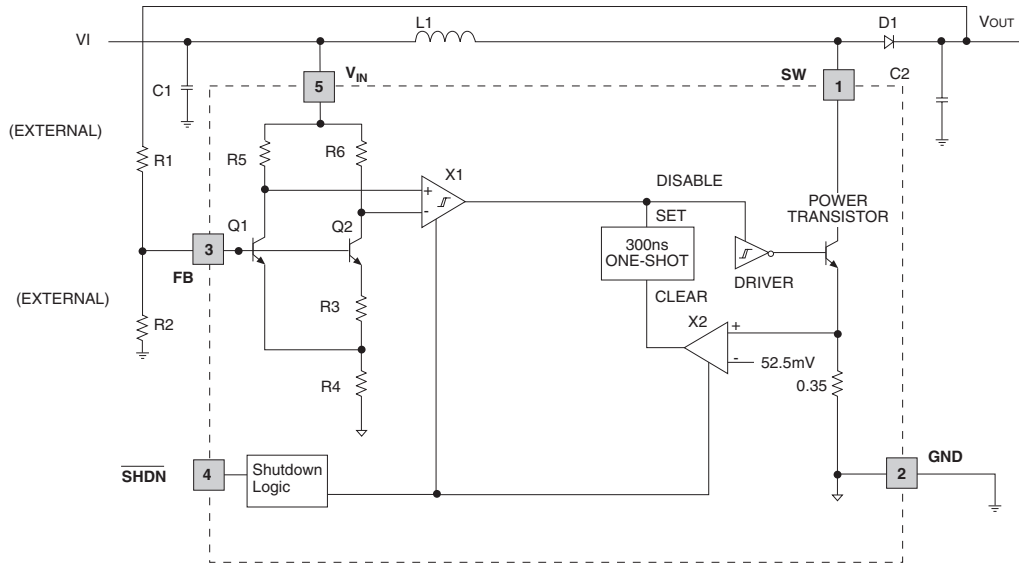 L1
D1
VOUT
VI
VIN
SW
C2
5
1
C1
(EXTERNAL)
R1
R5
R6
X1
+
-
DISABLE
SET
POWER
TRANSISTOR
Q1
Q2
3
FB
300ns
ONE-SHOT
DRIVER
CLEAR
(EXTERNAL)
R2
R3
X2
+
-
52.5mV
R4
0.35
SHDN
4
Shutdown
Logic
GND
2